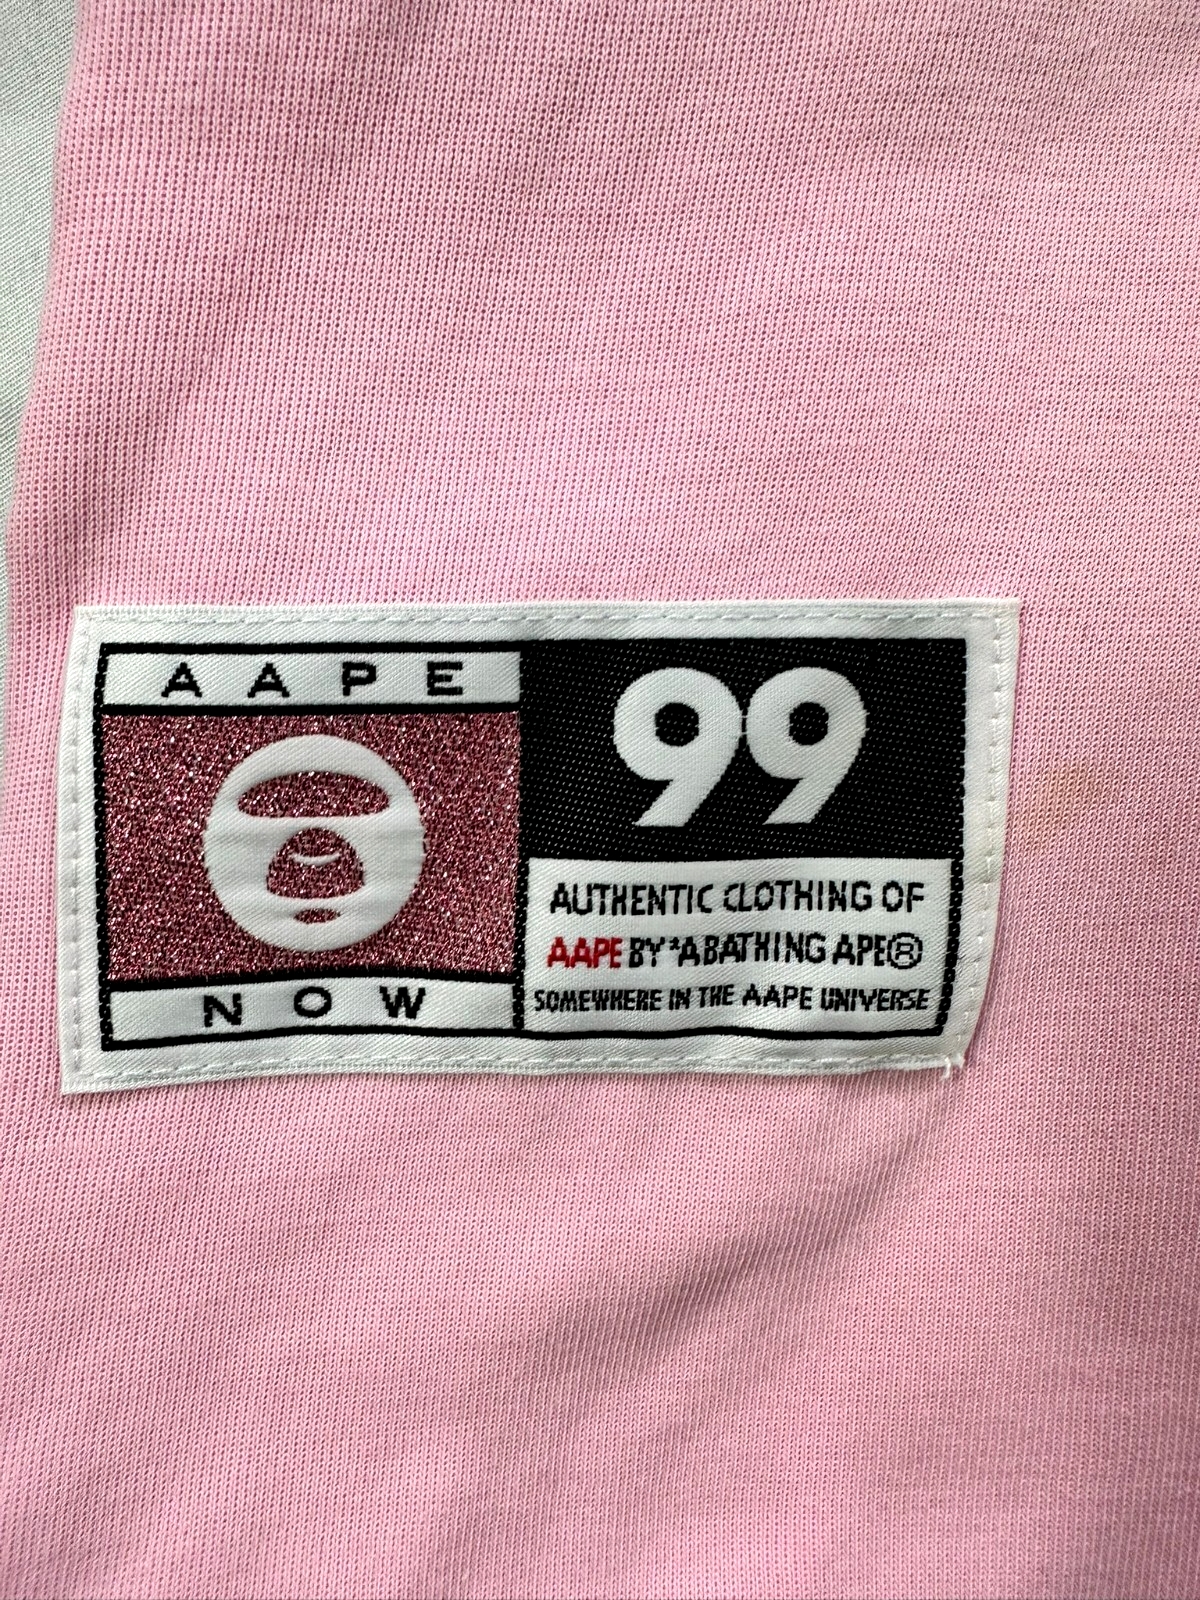 AAPE
NOW
99
AUTHENTIC CLOTHING OF
AAPE BY *A BATHING APE®
SOMEWHERE IN THE AAPE UNIVERSE